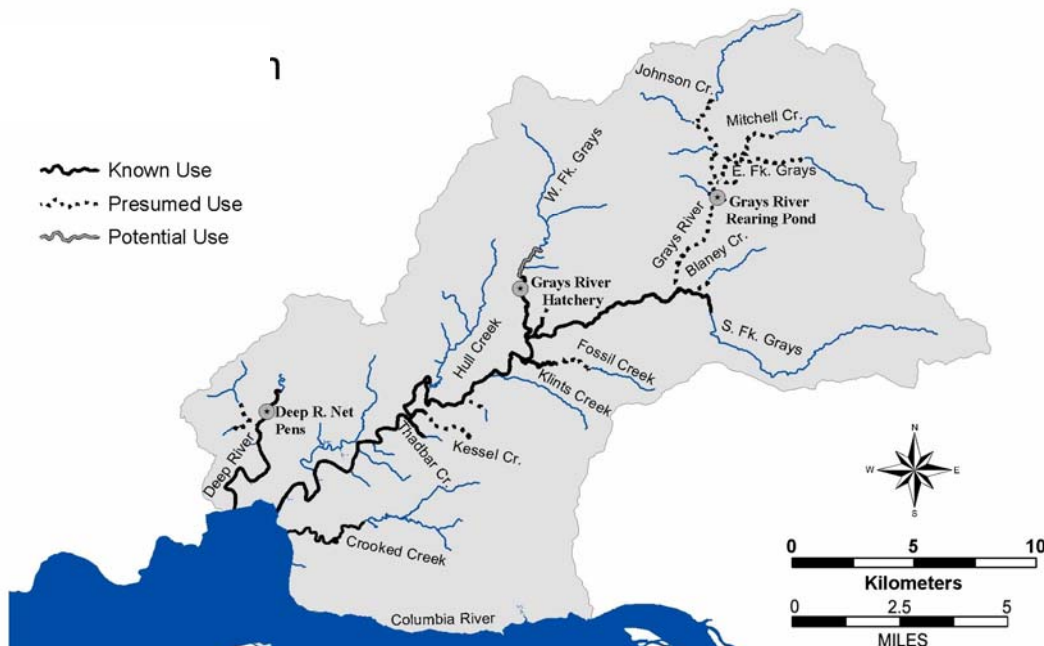 n
Known Use
Presumed Use
Potential Use
Johnson Cr.
Mitchell Cr.
E. Fk. Grays
W. Fk. Grays
Grays River
Rearing Pond
Grays River
Blaney Cr.
Grays River
Hatchery
Hull Creek
S. Fk. Grays
Fossil Creek
Klints Creek
Deep R. Net
Pens
Deep River
Thadbar Cr.
Kessel Cr.
Crooked Creek
Columbia River
N
W
E
S
0 5 10
Kilometers
0 2.5 5
MILES